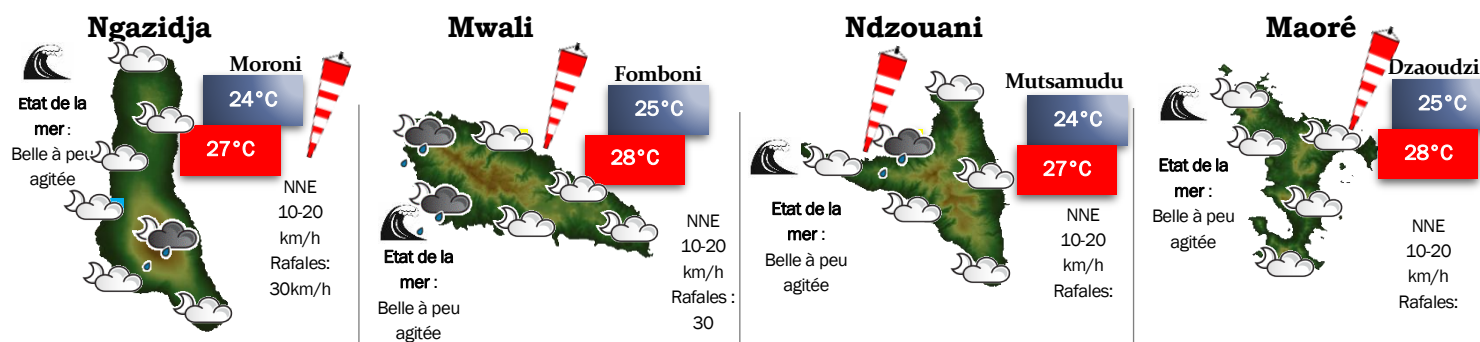 Ngazidja
Moroni
24°C
27°C
Etat de la
mer :
Belle à peu
agitée
NNE
10-20
km/h
Rafales:
30km/h
Mwali
Fomboni
25°C
28°C
Etat de la
mer :
Belle à peu
agitée
NNE
10-20
km/h
Rafales :
30
Ndzouani
Mutsamudu
24°C
27°C
Etat de la
mer :
Belle à peu
agitée
NNE
10-20
km/h
Rafales:
Maoré
Dzaoudzi
25°C
28°C
Etat de la
mer :
Belle à peu
agitée
NNE
10-20
km/h
Rafales: